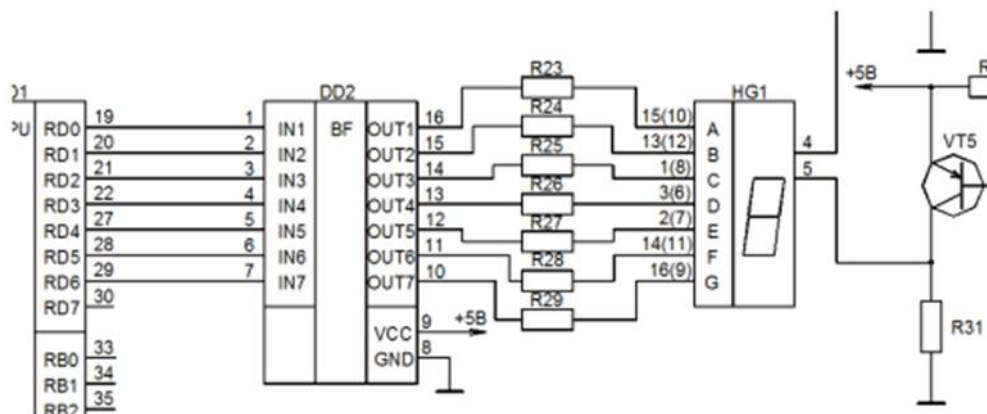 D1
PU
RD0 19
RD1 20
RD2 21
RD3 22
RD4 27
RD5 28
RD6 29
RD7 30
RB0 33
RB1 34
RB2 35
DD2
BF
1 IN1
2 IN2
3 IN3
4 IN4
5 IN5
6 IN6
7 IN7
OUT1 16
OUT2 15
OUT3 14
OUT4 13
OUT5 12
OUT6 11
OUT7 10
VCC 9 +5В
GND 8
R23
R24
R25
R26
R27
R28
R29
HG1
15(10) A
13(12) B
1(8) C
3(6) D
2(7) E
14(11) F
16(9) G
4
5
+5В
R
VT5
R31